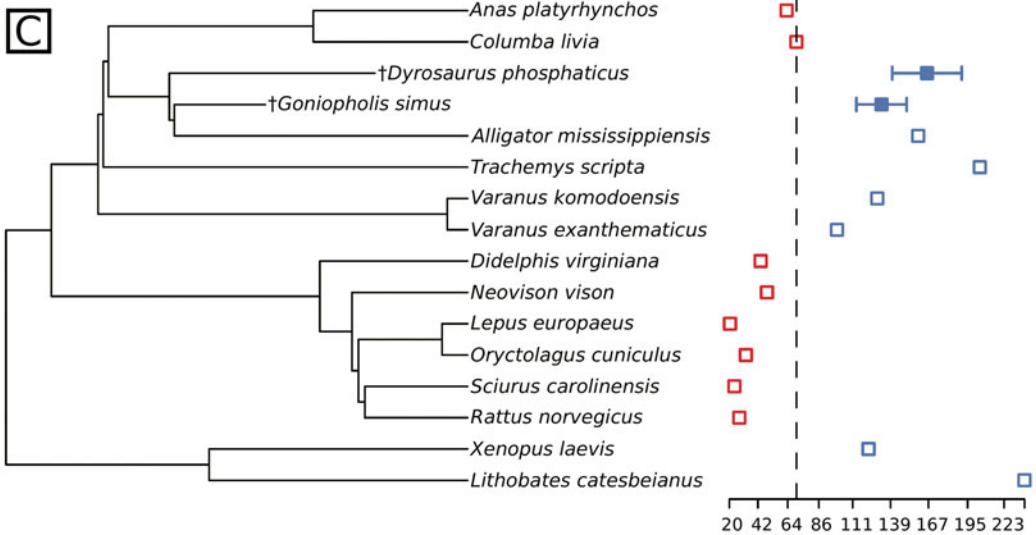 C
Anas platyrhynchos
Columba livia
†Dyrosaurus phosphaticus
†Goniopholis simus
Alligator mississippiensis
Trachemys scripta
Varanus komodoensis
Varanus exanthematicus
Didelphis virginiana
Neovison vison
Lepus europaeus
Oryctolagus cuniculus
Sciurus carolinensis
Rattus norvegicus
Xenopus laevis
Lithobates catesbeianus
20 42 64 86 111 139 167 195 223